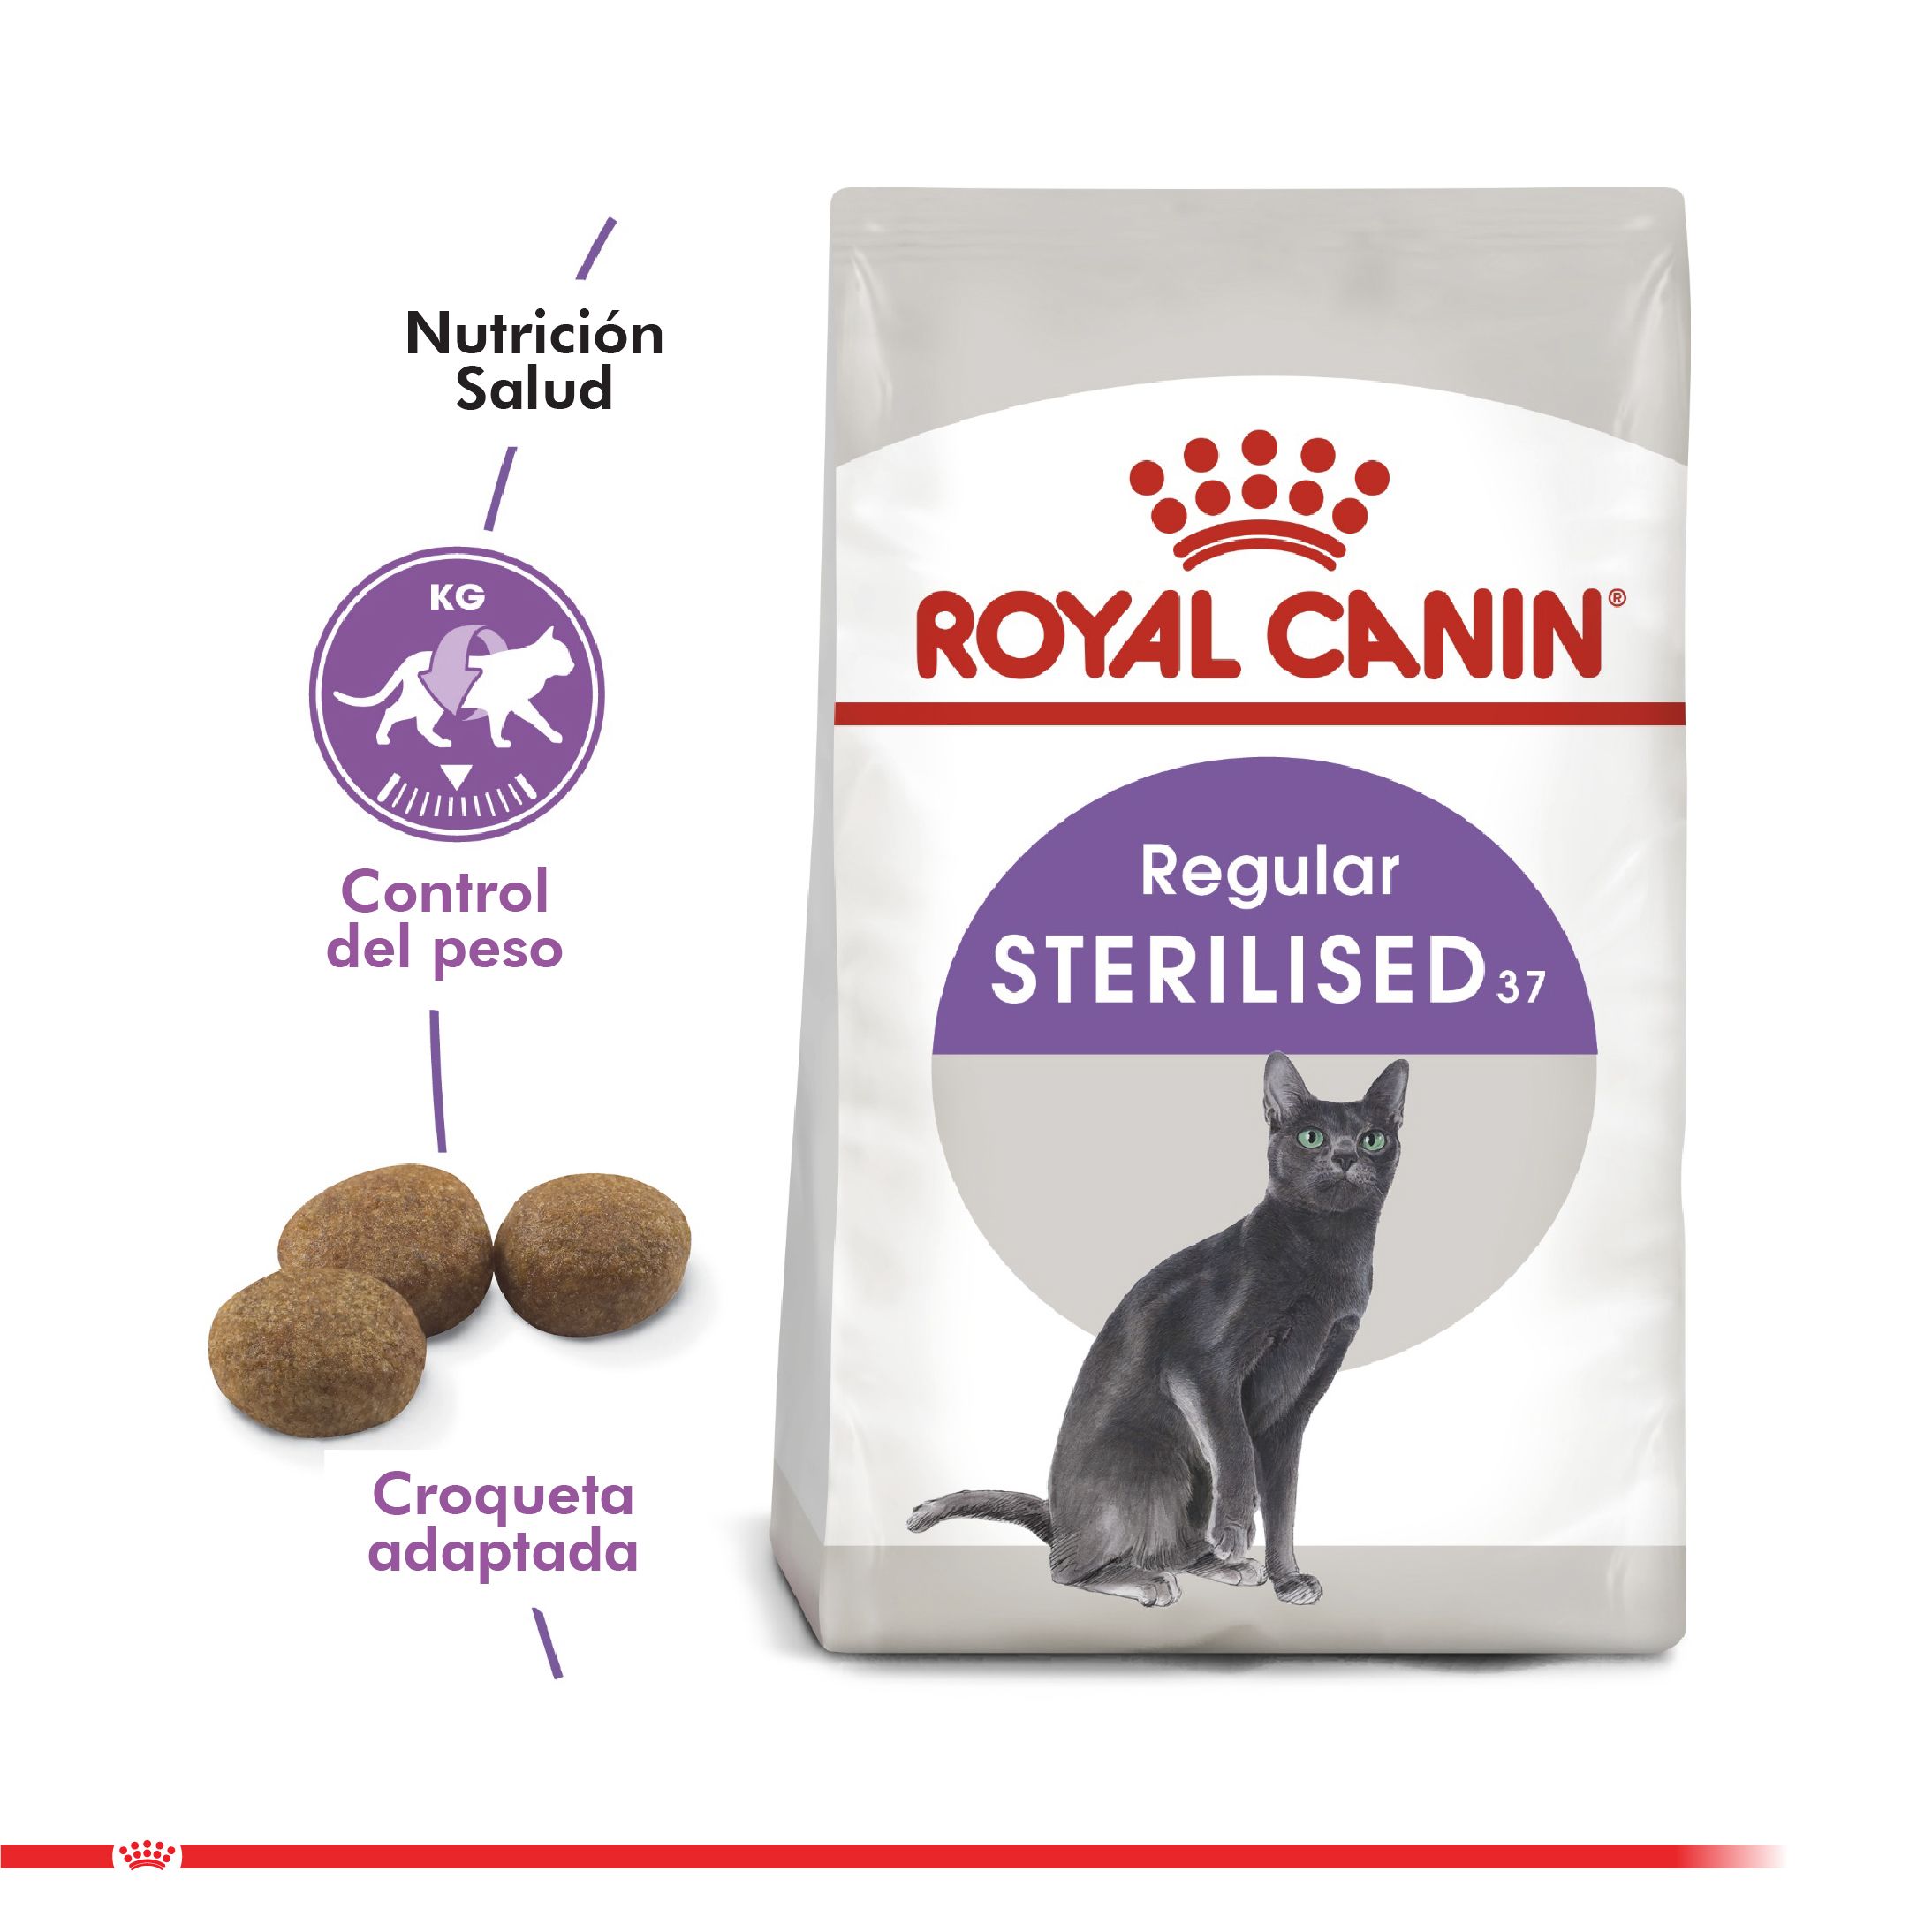 Nutrición
Salud
KG
Control
del peso
Croqueta
adaptada
ROYAL CANIN®
Regular
STERILISED 37